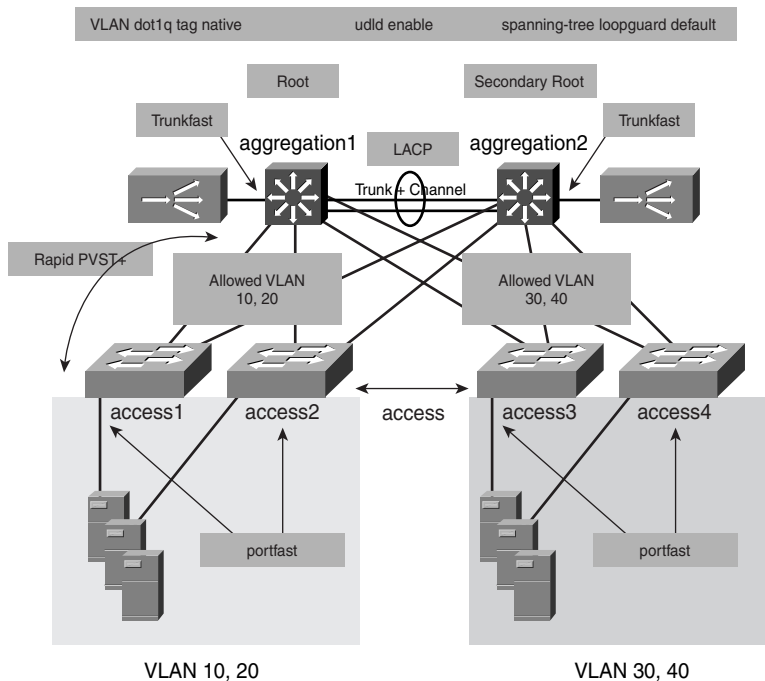 VLAN dot1q tag native
udld enable
spanning-tree loopguard default
Root
Secondary Root
Trunkfast
Trunkfast
aggregation1
LACP
aggregation2
Trunk + Channel
Rapid PVST+
Allowed VLAN
10, 20
Allowed VLAN
30, 40
access1
access2
access
access3
access4
portfast
portfast
VLAN 10, 20
VLAN 30, 40